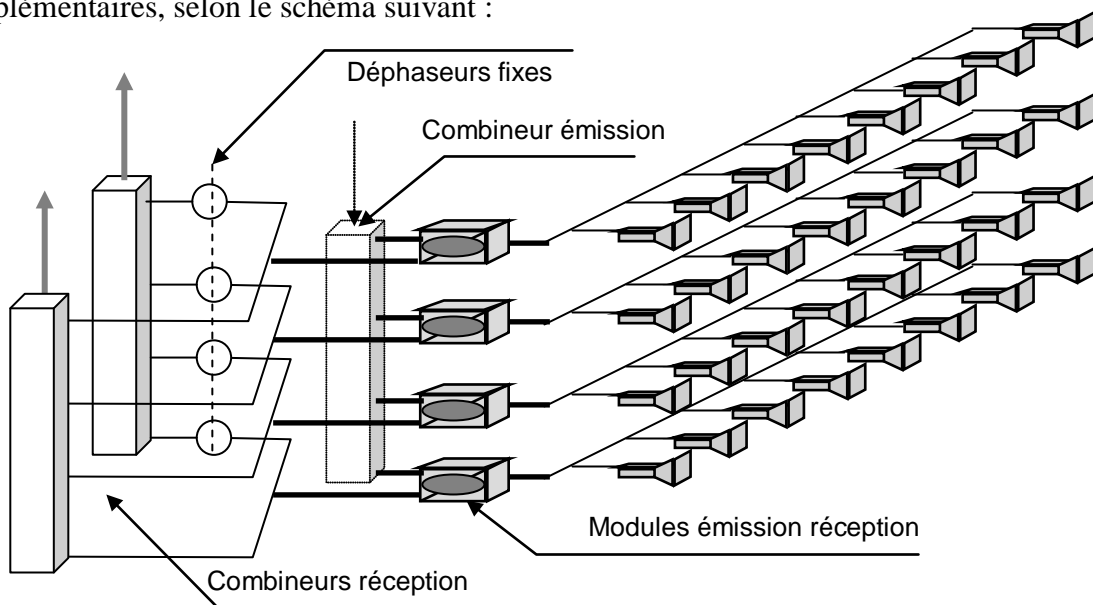 plémentaires, selon le schéma suivant :
Déphaseurs fixes
Combineur émission
Modules émission réception
Combineurs réception